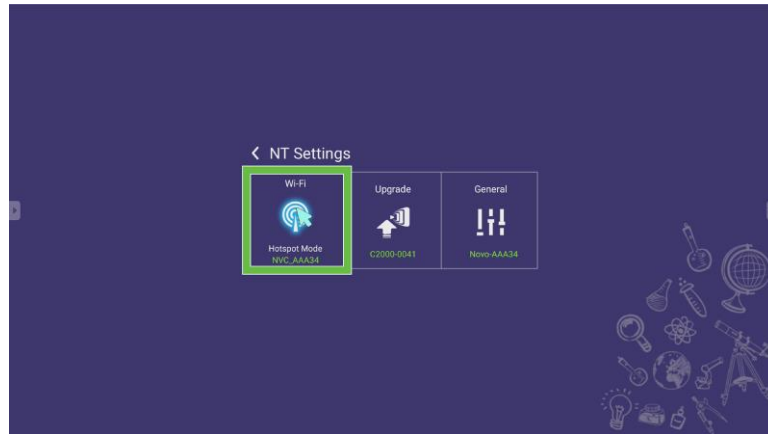 NT Settings
Wi-Fi
Hotspot Mode
NVC_AAA34
Upgrade
C2000-0041
General
Novo-AAA34